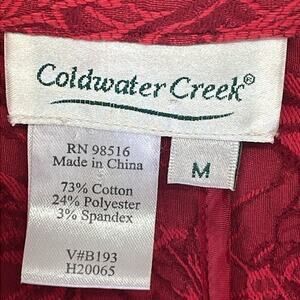 Coldwater Creek®
RN 98516
Made in China
M
73% Cotton
24% Polyester
3% Spandex
V#B193
H20065